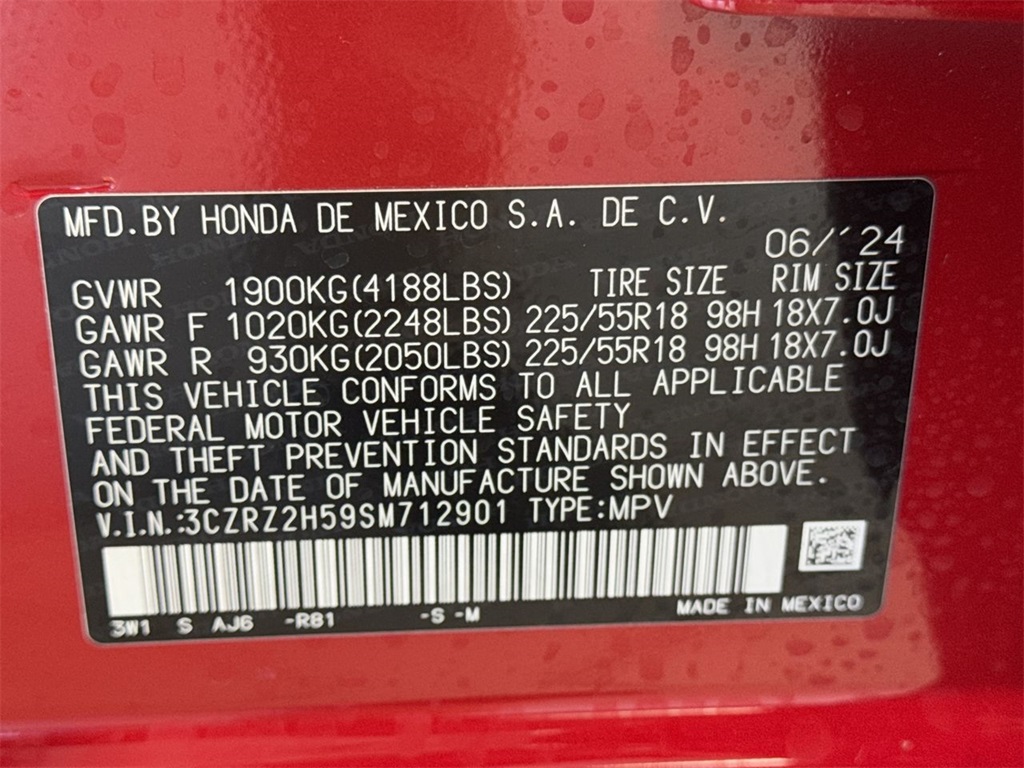 MFD.BY HONDA DE MEXICO S.A. DE C.V.
06/´24
GVWR 1900KG(4188LBS) TIRE SIZE RIM SIZE
GAWR F 1020KG(2248LBS) 225/55R18 98H 18X7.0J
GAWR R 930KG(2050LBS) 225/55R18 98H 18X7.0J
THIS VEHICLE CONFORMS TO ALL APPLICABLE
FEDERAL MOTOR VEHICLE SAFETY
AND THEFT PREVENTION STANDARDS IN EFFECT
ON THE DATE OF MANUFACTURE SHOWN ABOVE.
V.I.N.:3CZRZ2H59SM712901 TYPE:MPV
MADE IN MEXICO
3W1 S AJ6 -R81 -S -M